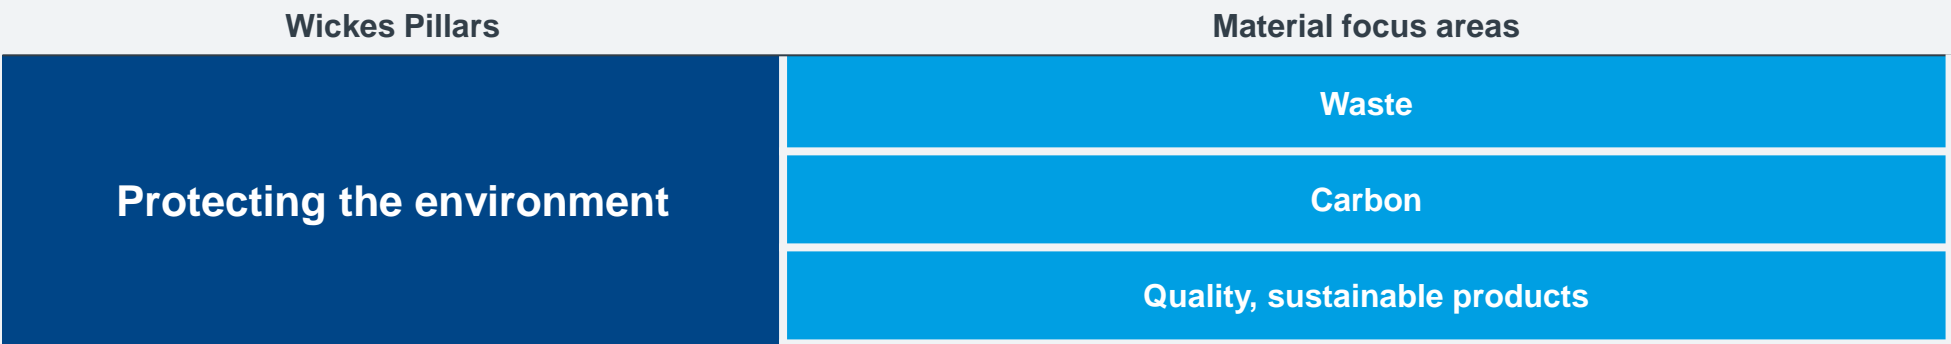 Wickes Pillars
Material focus areas
Protecting the environment
Waste
Carbon
Quality, sustainable products